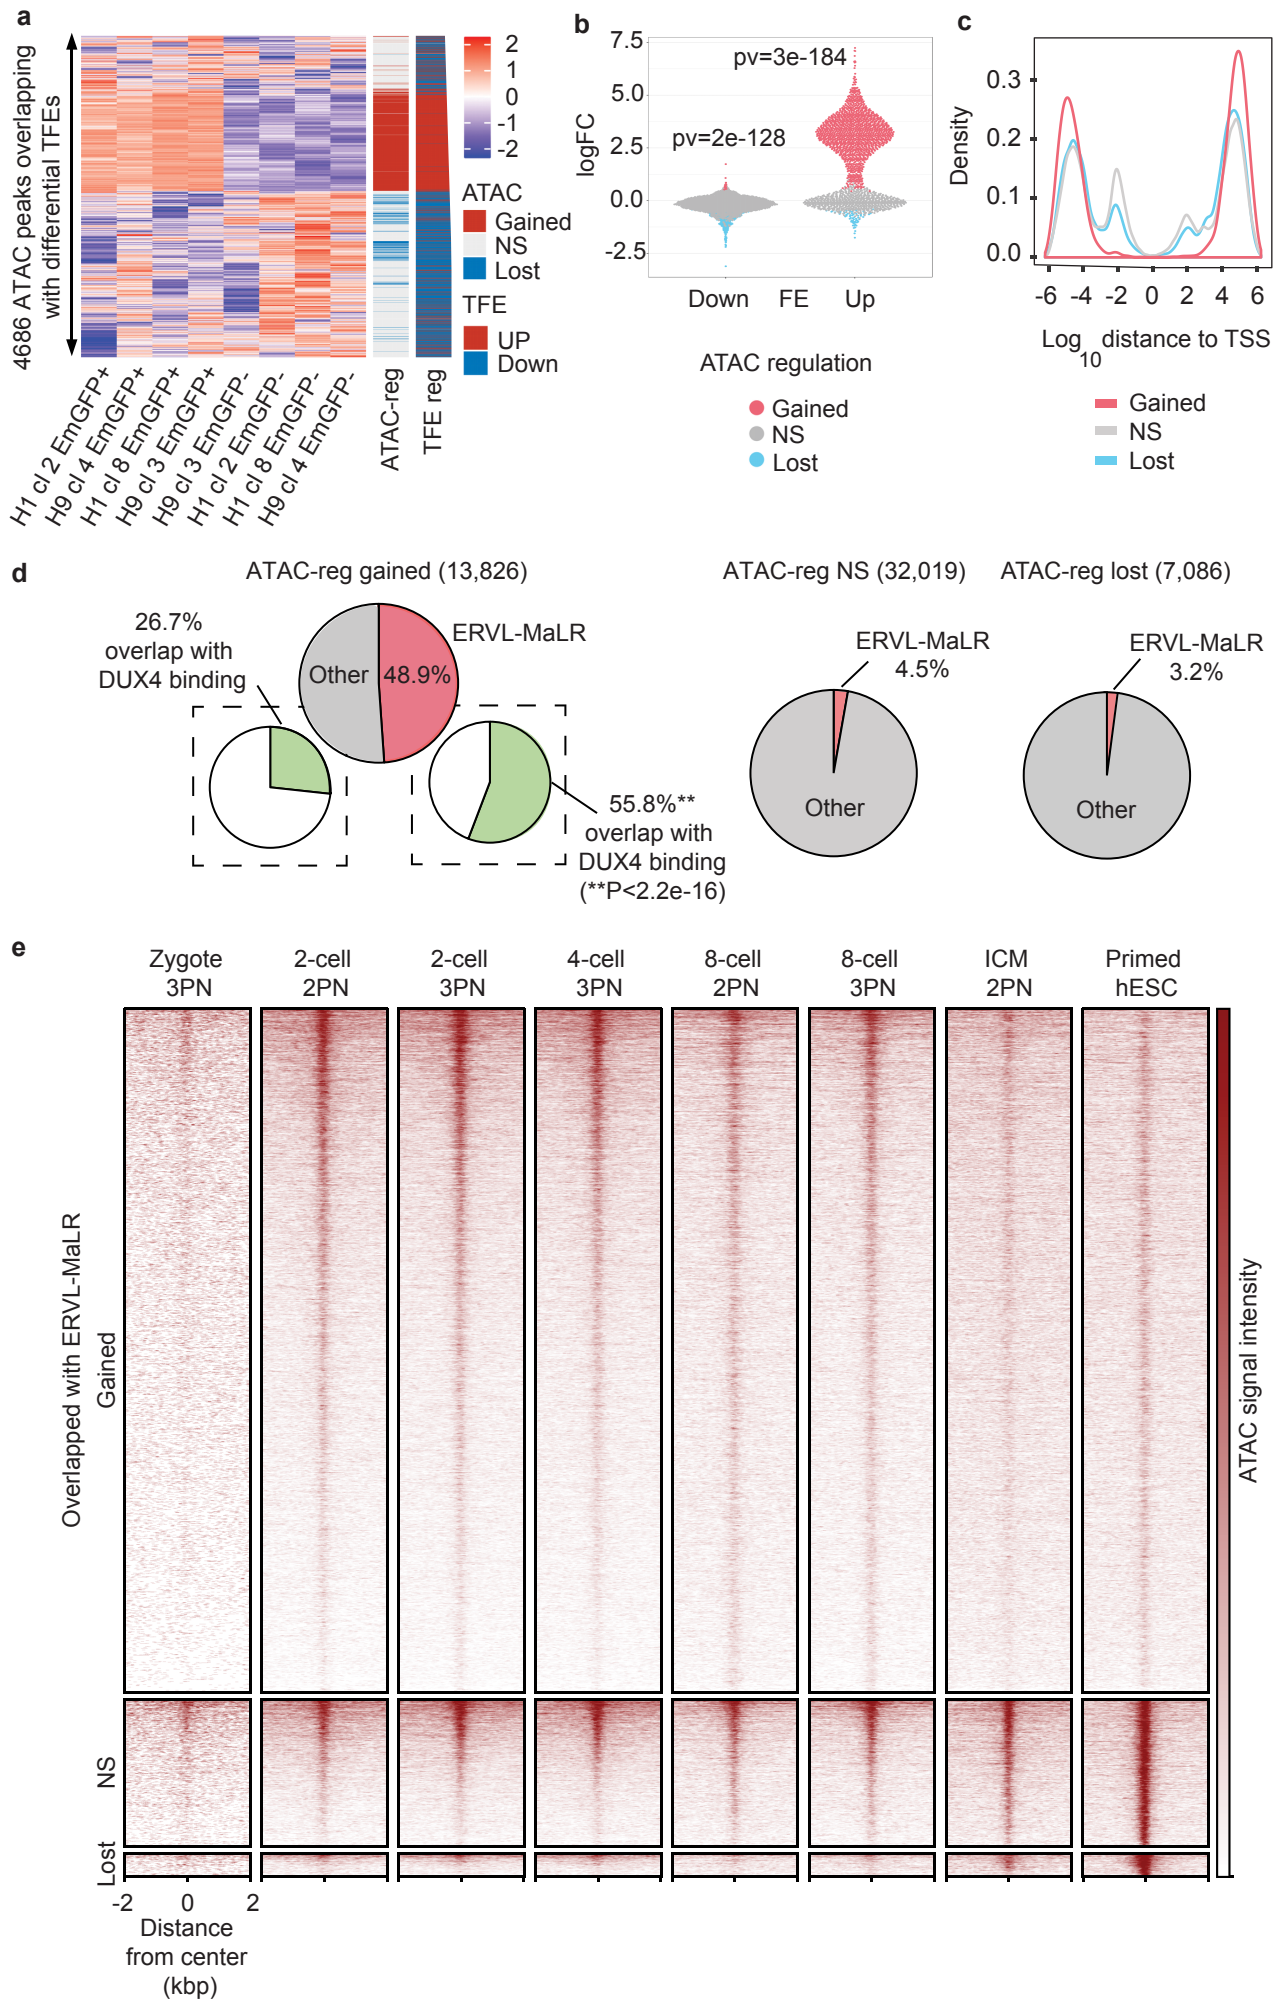 a
4686 ATAC peaks overlapping
with differential TFEs
H1 cl 2 EmGFP+
H9 cl 4 EmGFP+
H1 cl 8 EmGFP+
H9 cl 3 EmGFP+
H9 cl 3 EmGFP-
H1 cl 2 EmGFP-
H1 cl 8 EmGFP-
H9 cl 4 EmGFP-
ATAC-reg
TFE reg
2
1
0
-1
-2
ATAC
Gained
NS
Lost
TFE
UP
Down
b
logFC
7.5
5.0
2.5
0.0
-2.5
pv=3e-184
pv=2e-128
Down FE Up
ATAC regulation
Gained
NS
Lost
c
Density
0.3
0.2
0.1
0.0
-6 -4 -2 0 2 4 6
Log10 distance to TSS
Gained
NS
Lost
d
ATAC-reg gained (13,826)
26.7%
overlap with
DUX4 binding
Other
48.9%
ERVL-MaLR
55.8%**
overlap with
DUX4 binding
(**P<2.2e-16)
ATAC-reg NS (32,019)
ERVL-MaLR
4.5%
Other
ATAC-reg lost (7,086)
ERVL-MaLR
3.2%
Other
e
Zygote
3PN
2-cell
2PN
2-cell
3PN
4-cell
3PN
8-cell
2PN
8-cell
3PN
ICM
2PN
Primed
hESC
Overlapped with ERVL-MaLR
Gained
NS
Lost
ATAC signal intensity
-2 0 2
Distance
from center
(kbp)